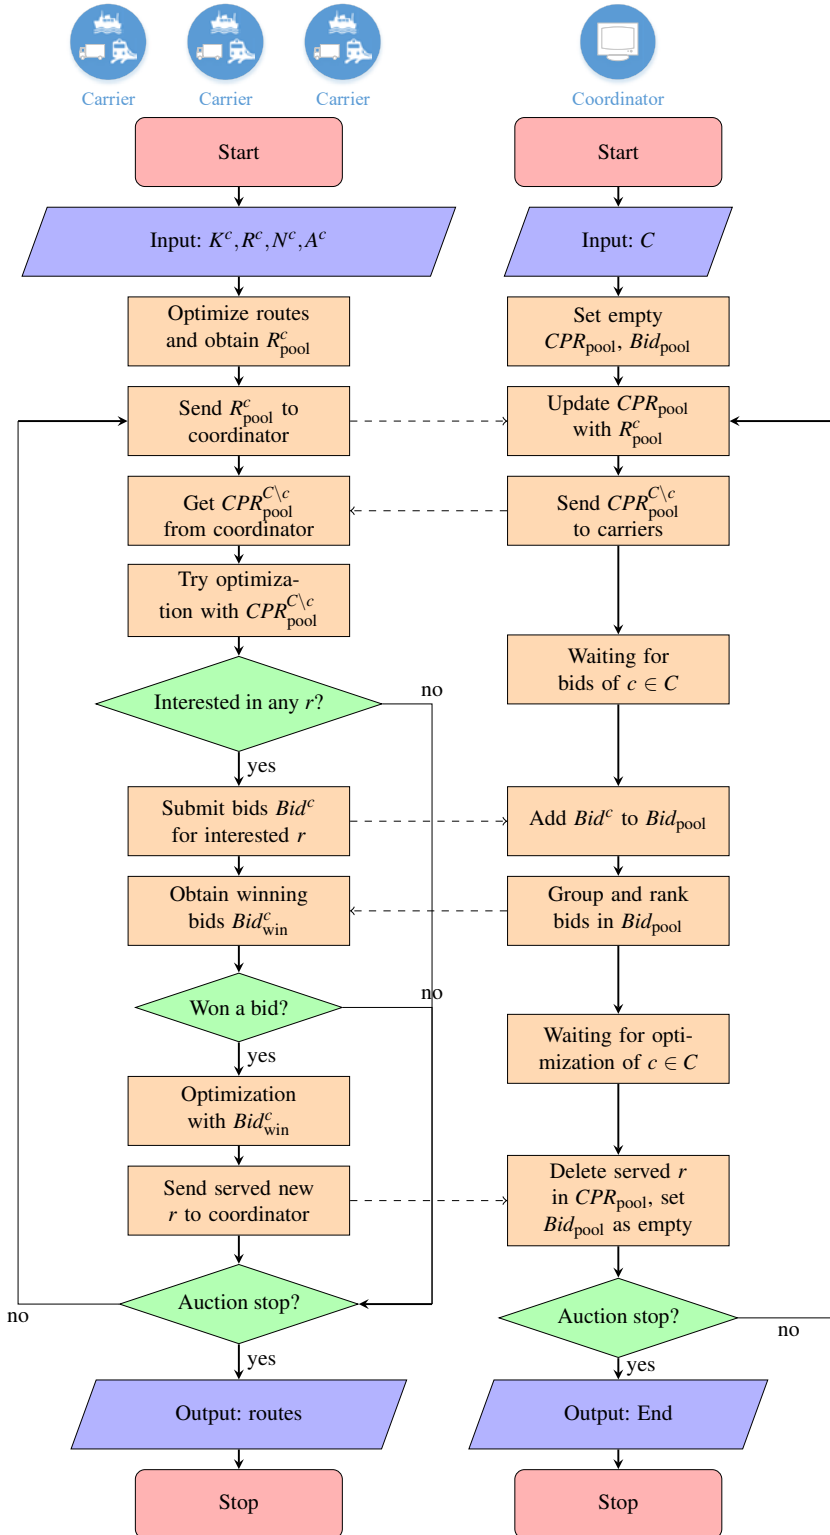 Carrier
Carrier
Carrier
Start
Input: K^c, R^c, N^c, A^c
Optimize routes
and obtain R^c_pool
Send R^c_pool to
coordinator
Get CPR^{C\c}_pool
from coordinator
Try optimiza-
tion with CPR^{C\c}_pool
Interested in any r?
no
yes
Submit bids Bid^c
for interested r
Obtain winning
bids Bid^c_win
Won a bid?
no
yes
Optimization
with Bid^c_win
Send served new
r to coordinator
Auction stop?
no
yes
Output: routes
Stop
Coordinator
Start
Input: C
Set empty
CPR_pool, Bid_pool
Update CPR_pool
with R^c_pool
Send CPR^{C\c}_pool
to carriers
Waiting for
bids of c ∈ C
Add Bid^c to Bid_pool
Group and rank
bids in Bid_pool
Waiting for opti-
mization of c ∈ C
Delete served r
in CPR_pool, set
Bid_pool as empty
Auction stop?
no
yes
Output: End
Stop